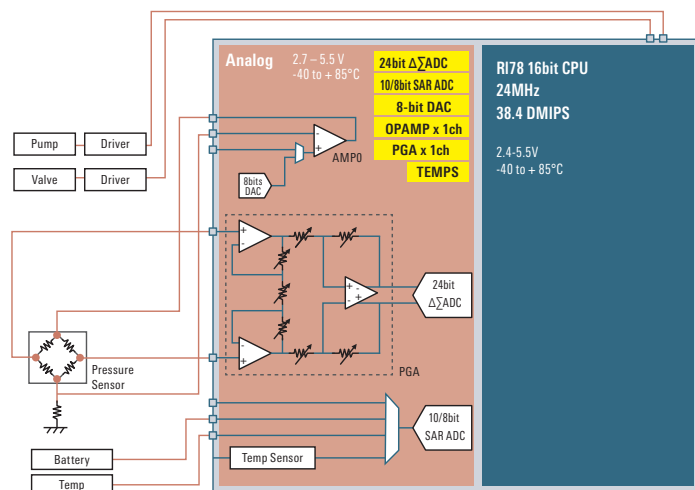 Analog
2.7 – 5.5 V
-40 to + 85°C
24bit Δ∑ADC
10/8bit SAR ADC
8-bit DAC
OPAMP x 1ch
PGA x 1ch
TEMPS
RI78 16bit CPU
24MHz
38.4 DMIPS
2.4-5.5V
-40 to + 85°C
Pump
Driver
Valve
Driver
-
+
AMP0
8bits
DAC
+
-
+ -
- +
24bit
Δ∑ADC
-
+
PGA
Pressure
Sensor
10/8bit
SAR ADC
Battery
Temp Sensor
Temp